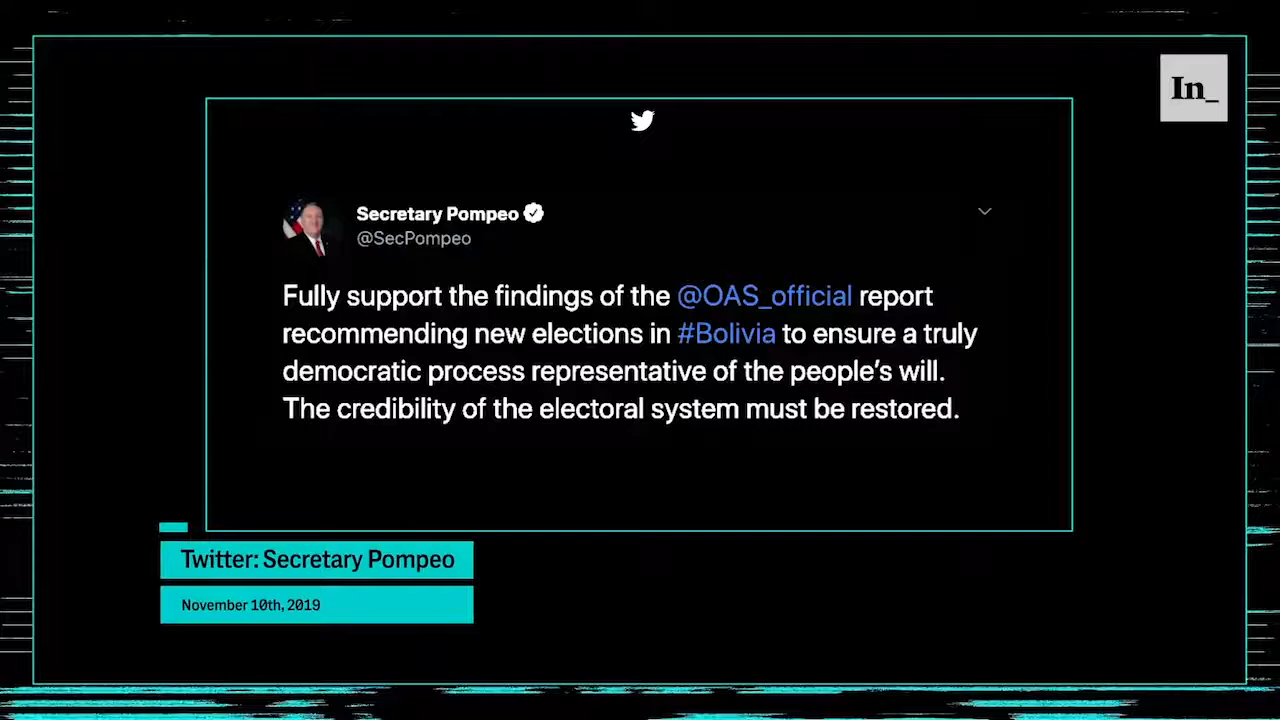 In_
Secretary Pompeo
@SecPompeo
Fully support the findings of the @OAS_official report
recommending new elections in #Bolivia to ensure a truly
democratic process representative of the people’s will.
The credibility of the electoral system must be restored.
Twitter: Secretary Pompeo
November 10th, 2019